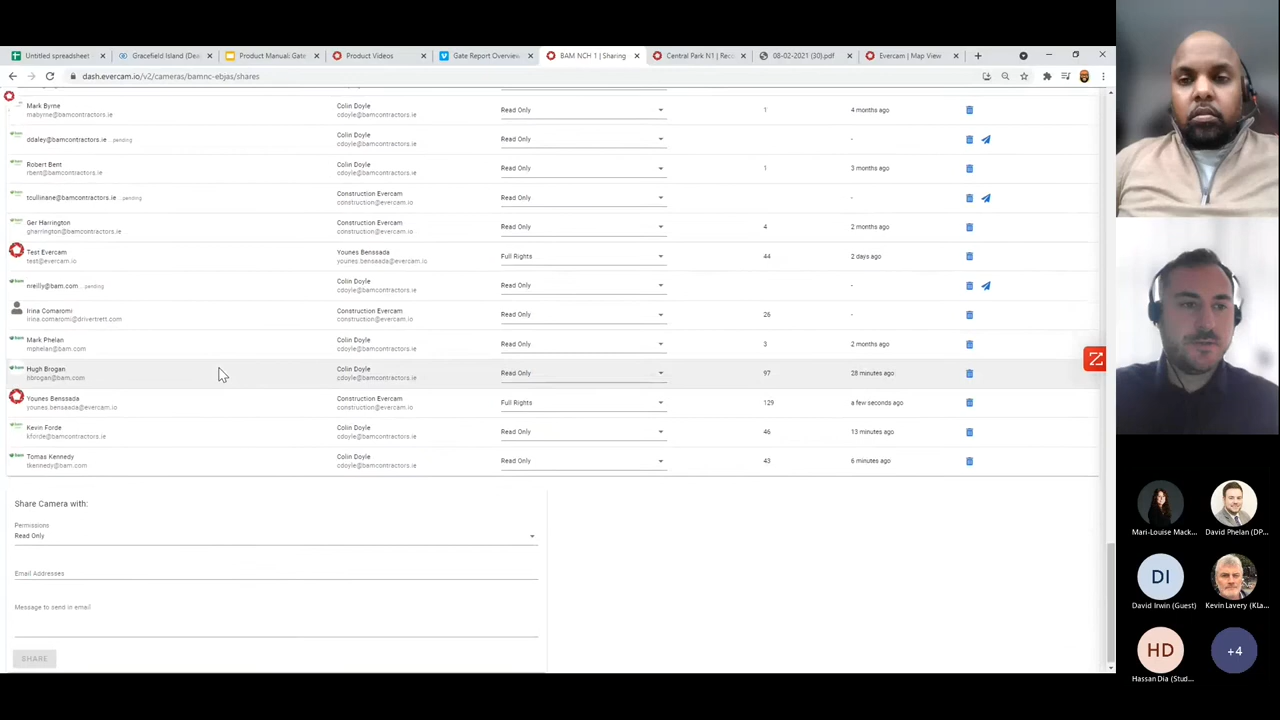 Untitled spreadsheet
Gracefield Island (Dea
Product Manual: Gate
Product Videos
Gate Report Overview
BAM NCH 1 | Sharing
Central Park N1 | Reco
08-02-2021 (30).pdf
Evercam | Map View
dash.evercam.io/v2/cameras/bamnc-ebjas/shares
Mark Byrne Colin Doyle
mabyrne@bamcontractors.ie cdoyle@bamcontractors.ie Read Only 1 4 months ago
Colin Doyle
ddaley@bamcontractors.ie ...pending cdoyle@bamcontractors.ie Read Only -
Robert Bent Colin Doyle
rbent@bamcontractors.ie cdoyle@bamcontractors.ie Read Only 1 3 months ago
Construction Evercam
tcullinane@bamcontractors.ie ...pending construction@evercam.io Read Only -
Ger Harrington Construction Evercam
gharrington@bamcontractors.ie construction@evercam.io Read Only 4 2 months ago
Test Evercam Younes Benssada
test@evercam.io younes.bensaada@evercam.io Full Rights 44 2 days ago
Colin Doyle
nreilly@bam.com ...pending cdoyle@bamcontractors.ie Read Only -
Irina Comaromi Construction Evercam
irina.comaromi@drivertrett.com construction@evercam.io Read Only 26 -
Mark Phelan Colin Doyle
mphelan@bam.com cdoyle@bamcontractors.ie Read Only 3 2 months ago
Hugh Brogan Colin Doyle
hbrogan@bam.com cdoyle@bamcontractors.ie Read Only 97 28 minutes ago
Younes Benssada Construction Evercam
younes.bensaada@evercam.io construction@evercam.io Full Rights 129 a few seconds ago
Kevin Forde Colin Doyle
kforde@bamcontractors.ie cdoyle@bamcontractors.ie Read Only 46 13 minutes ago
Tomas Kennedy Colin Doyle
tkennedy@bam.com cdoyle@bamcontractors.ie Read Only 43 6 minutes ago
Share Camera with:
Permissions
Read Only
Email Addresses
Message to send in email
SHARE
Mari-Louise Mack... David Phelan (DP...
DI
David Irwin (Guest) Kevin Lavery (KLa...
HD +4
Hassan Dia (Stud...